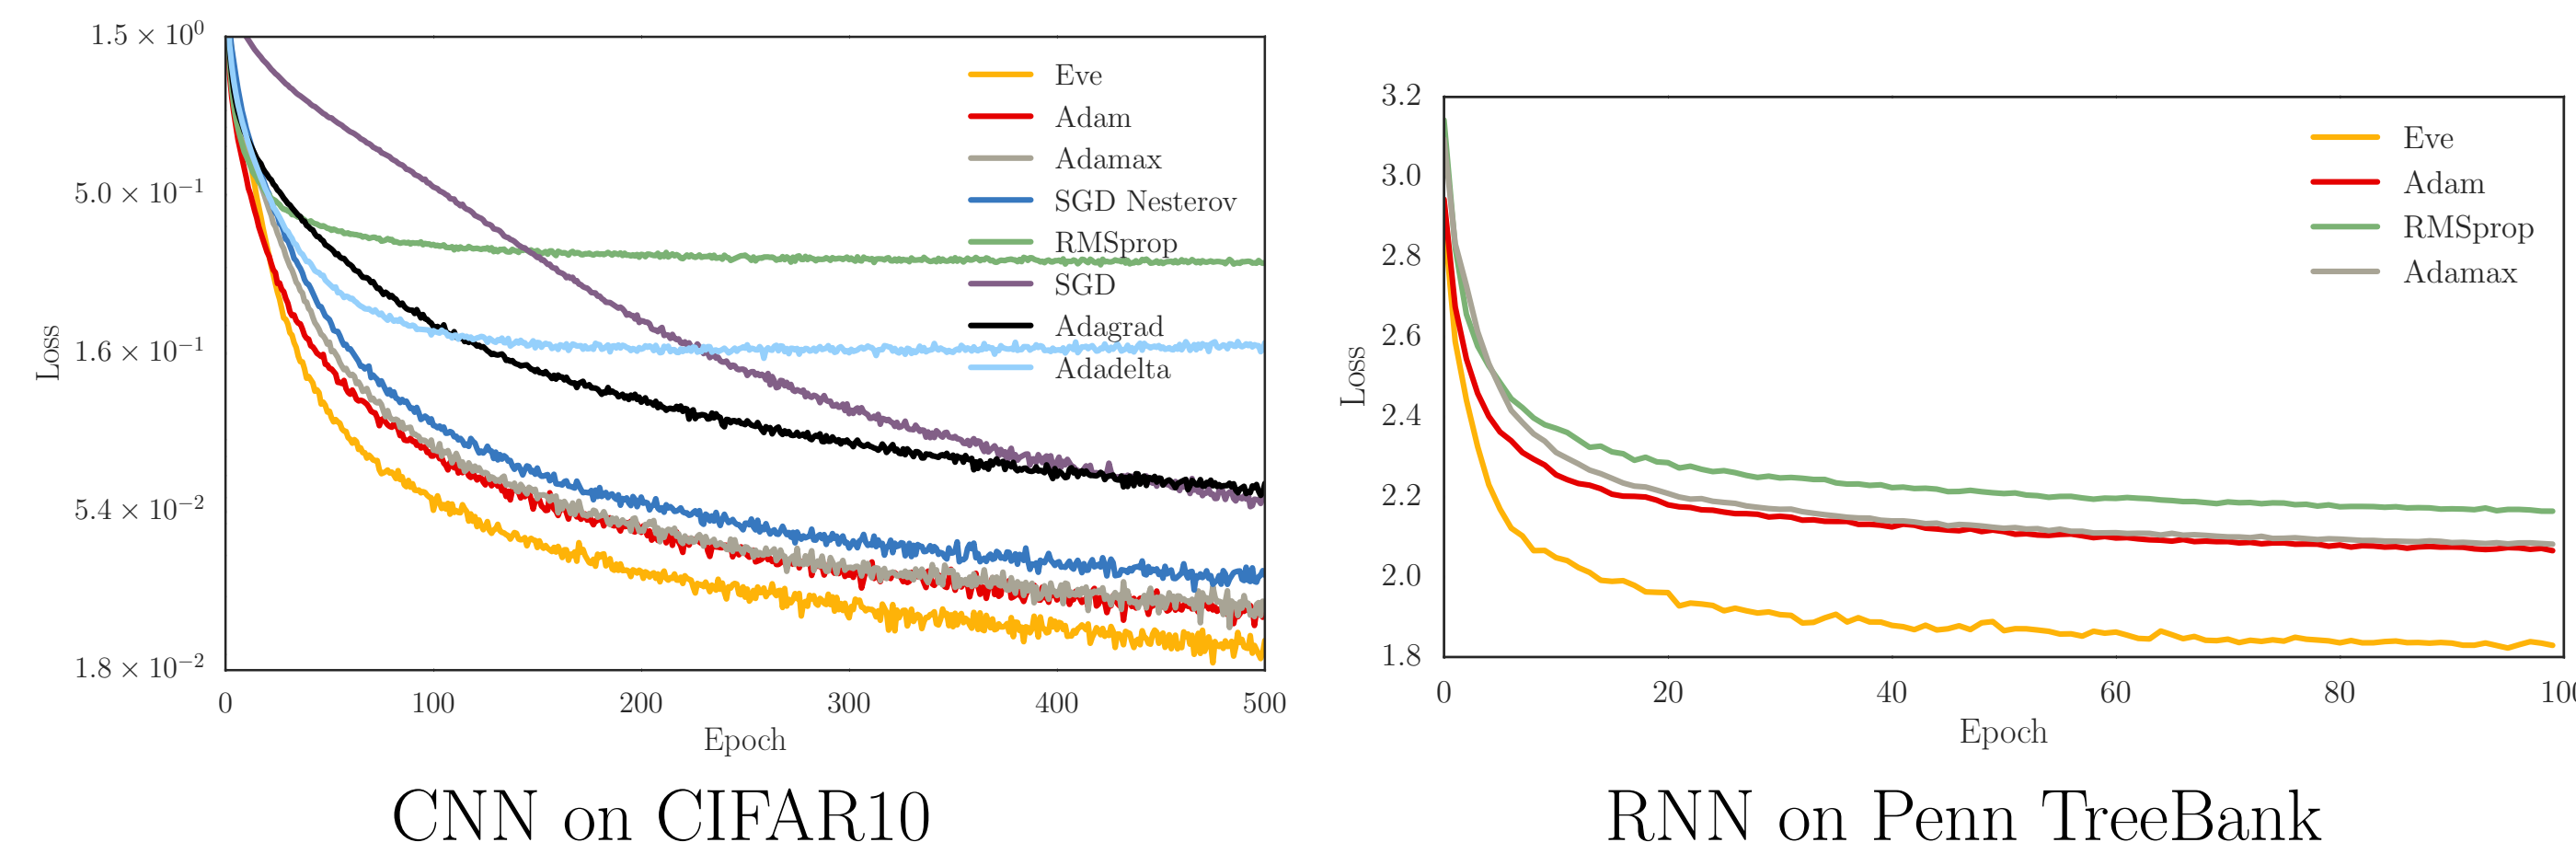 1.5 × 10⁰
5.0 × 10⁻¹
1.6 × 10⁻¹
5.4 × 10⁻²
1.8 × 10⁻²
Loss
0 100 200 300 400 500
Epoch
Eve
Adam
Adamax
SGD Nesterov
RMSprop
SGD
Adagrad
Adadelta
CNN on CIFAR10
3.2
3.0
2.8
2.6
2.4
2.2
2.0
1.8
Loss
0 20 40 60 80 100
Epoch
Eve
Adam
RMSprop
Adamax
RNN on Penn TreeBank